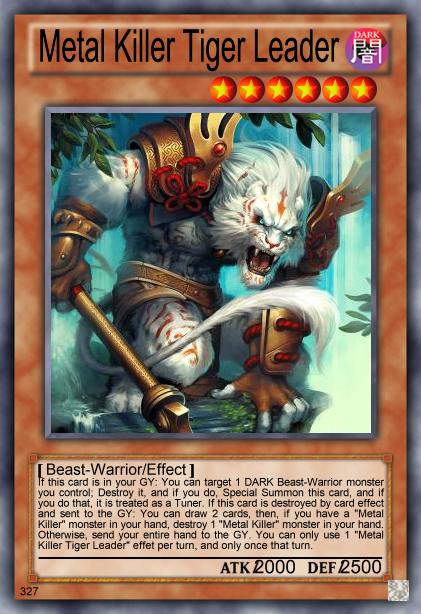 Metal Killer Tiger Leader
DARK
闇
[ Beast-Warrior/Effect ]
If this card is in your GY: You can target 1 DARK Beast-Warrior monster
you control; Destroy it, and if you do, Special Summon this card, and if
you do that, it is treated as a Tuner. If this card is destroyed by card effect
and sent to the GY: You can draw 2 cards, then, if you have a "Metal
Killer" monster in your hand, destroy 1 "Metal Killer" monster in your hand.
Otherwise, send your entire hand to the GY. You can only use 1 "Metal
Killer Tiger Leader" effet per turn, and only once that turn.
ATK 2000 DEF 2500
327